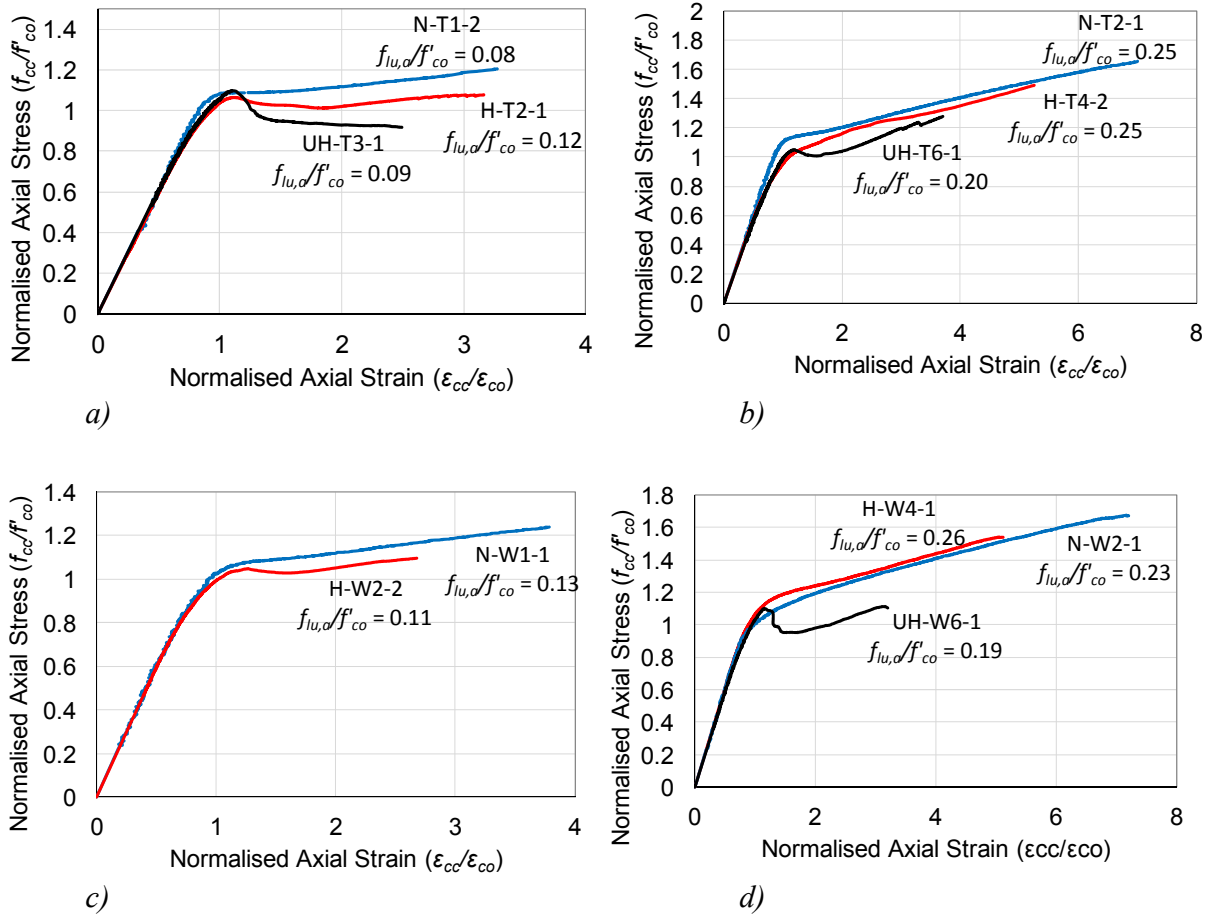 Normalised Axial Stress (fcc/f'co)
1.4
1.2
1
0.8
0.6
0.4
0.2
0
N-T1-2
flu,a/f'co = 0.08
H-T2-1
flu,a/f'co = 0.12
UH-T3-1
flu,a/f'co = 0.09
0 1 2 3 4
Normalised Axial Strain (εcc/εco)
a)
Normalised Axial Stress (fcc/f'co)
2
1.8
1.6
1.4
1.2
1
0.8
0.6
0.4
0.2
0
N-T2-1
flu,a/f'co = 0.25
H-T4-2
flu,a/f'co = 0.25
UH-T6-1
flu,a/f'co = 0.20
0 2 4 6 8
Normalised Axial Strain (εcc/εco)
b)
Normalised Axial Stress (fcc/f'co)
1.4
1.2
1
0.8
0.6
0.4
0.2
0
N-W1-1
flu,a/f'co = 0.13
H-W2-2
flu,a/f'co = 0.11
0 1 2 3 4
Normalised Axial Strain (εcc/εco)
c)
Normalised Axial Stress (fcc/f'co)
1.8
1.6
1.4
1.2
1
0.8
0.6
0.4
0.2
0
H-W4-1
flu,a/f'co = 0.26
N-W2-1
flu,a/f'co = 0.23
UH-W6-1
flu,a/f'co = 0.19
0 2 4 6 8
Normalised Axial Strain (εcc/εco)
d)